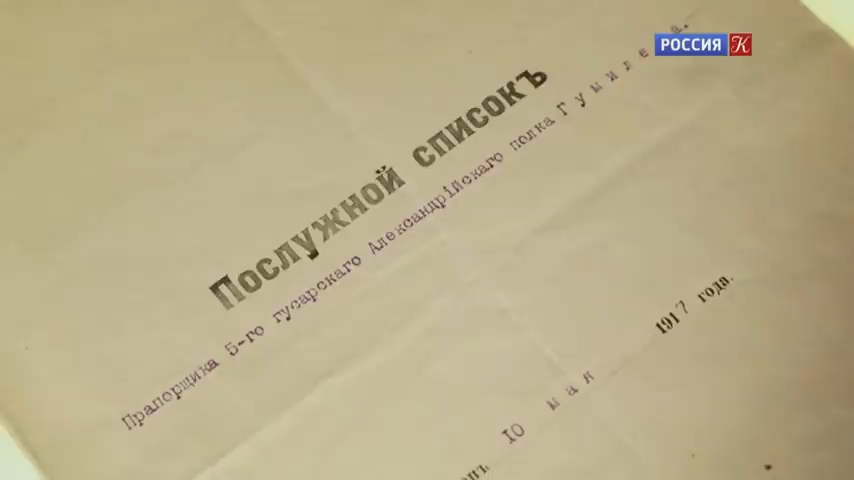 РОССИЯ К
Послужной списокъ
Прапорщика 5-го гусарскаго Александрійскаго полка Гумилева.
10 мая 1917 года.